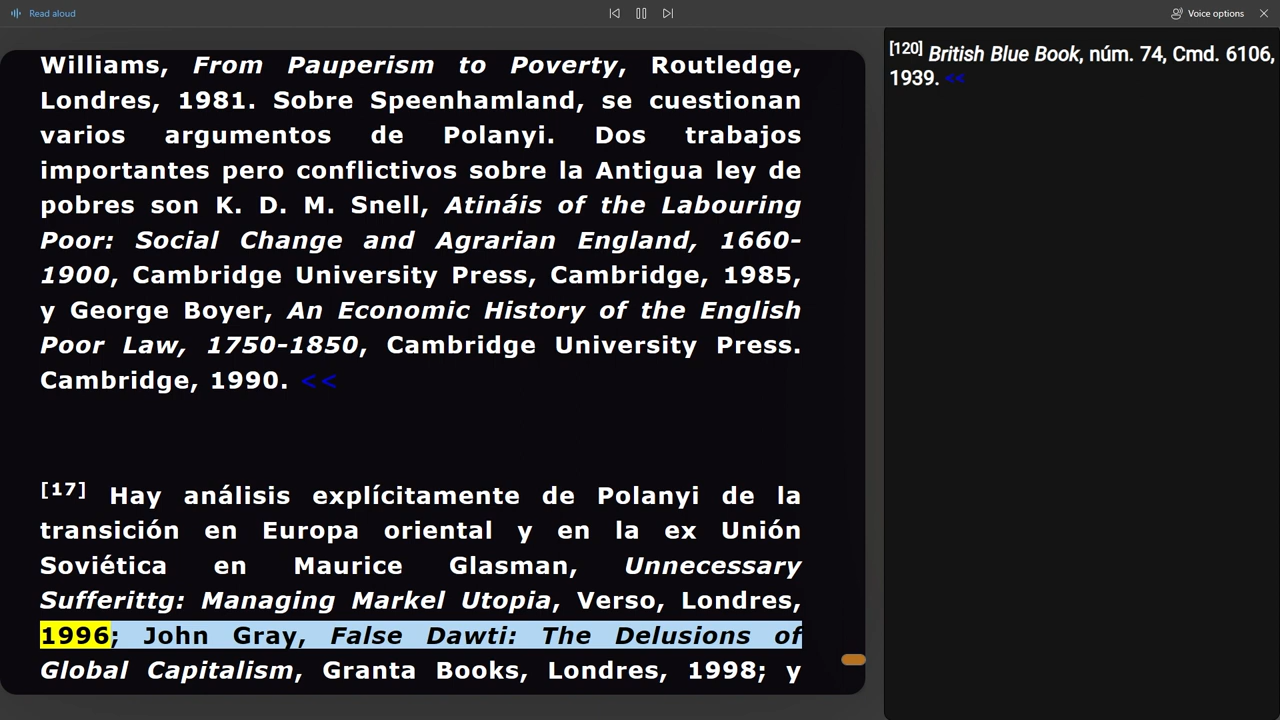 Read aloud
Voice options
Williams, From Pauperism to Poverty, Routledge,
Londres, 1981. Sobre Speenhamland, se cuestionan
varios argumentos de Polanyi. Dos trabajos
importantes pero conflictivos sobre la Antigua ley de
pobres son K. D. M. Snell, Atináis of the Labouring
Poor: Social Change and Agrarian England, 1660-
1900, Cambridge University Press, Cambridge, 1985,
y George Boyer, An Economic History of the English
Poor Law, 1750-1850, Cambridge University Press.
Cambridge, 1990. <<
[17] Hay análisis explícitamente de Polanyi de la
transición en Europa oriental y en la ex Unión
Soviética en Maurice Glasman, Unnecessary
Sufferittg: Managing Markel Utopia, Verso, Londres,
1996; John Gray, False Dawti: The Delusions of
Global Capitalism, Granta Books, Londres, 1998; y
[120] British Blue Book, núm. 74, Cmd. 6106,
1939. <<